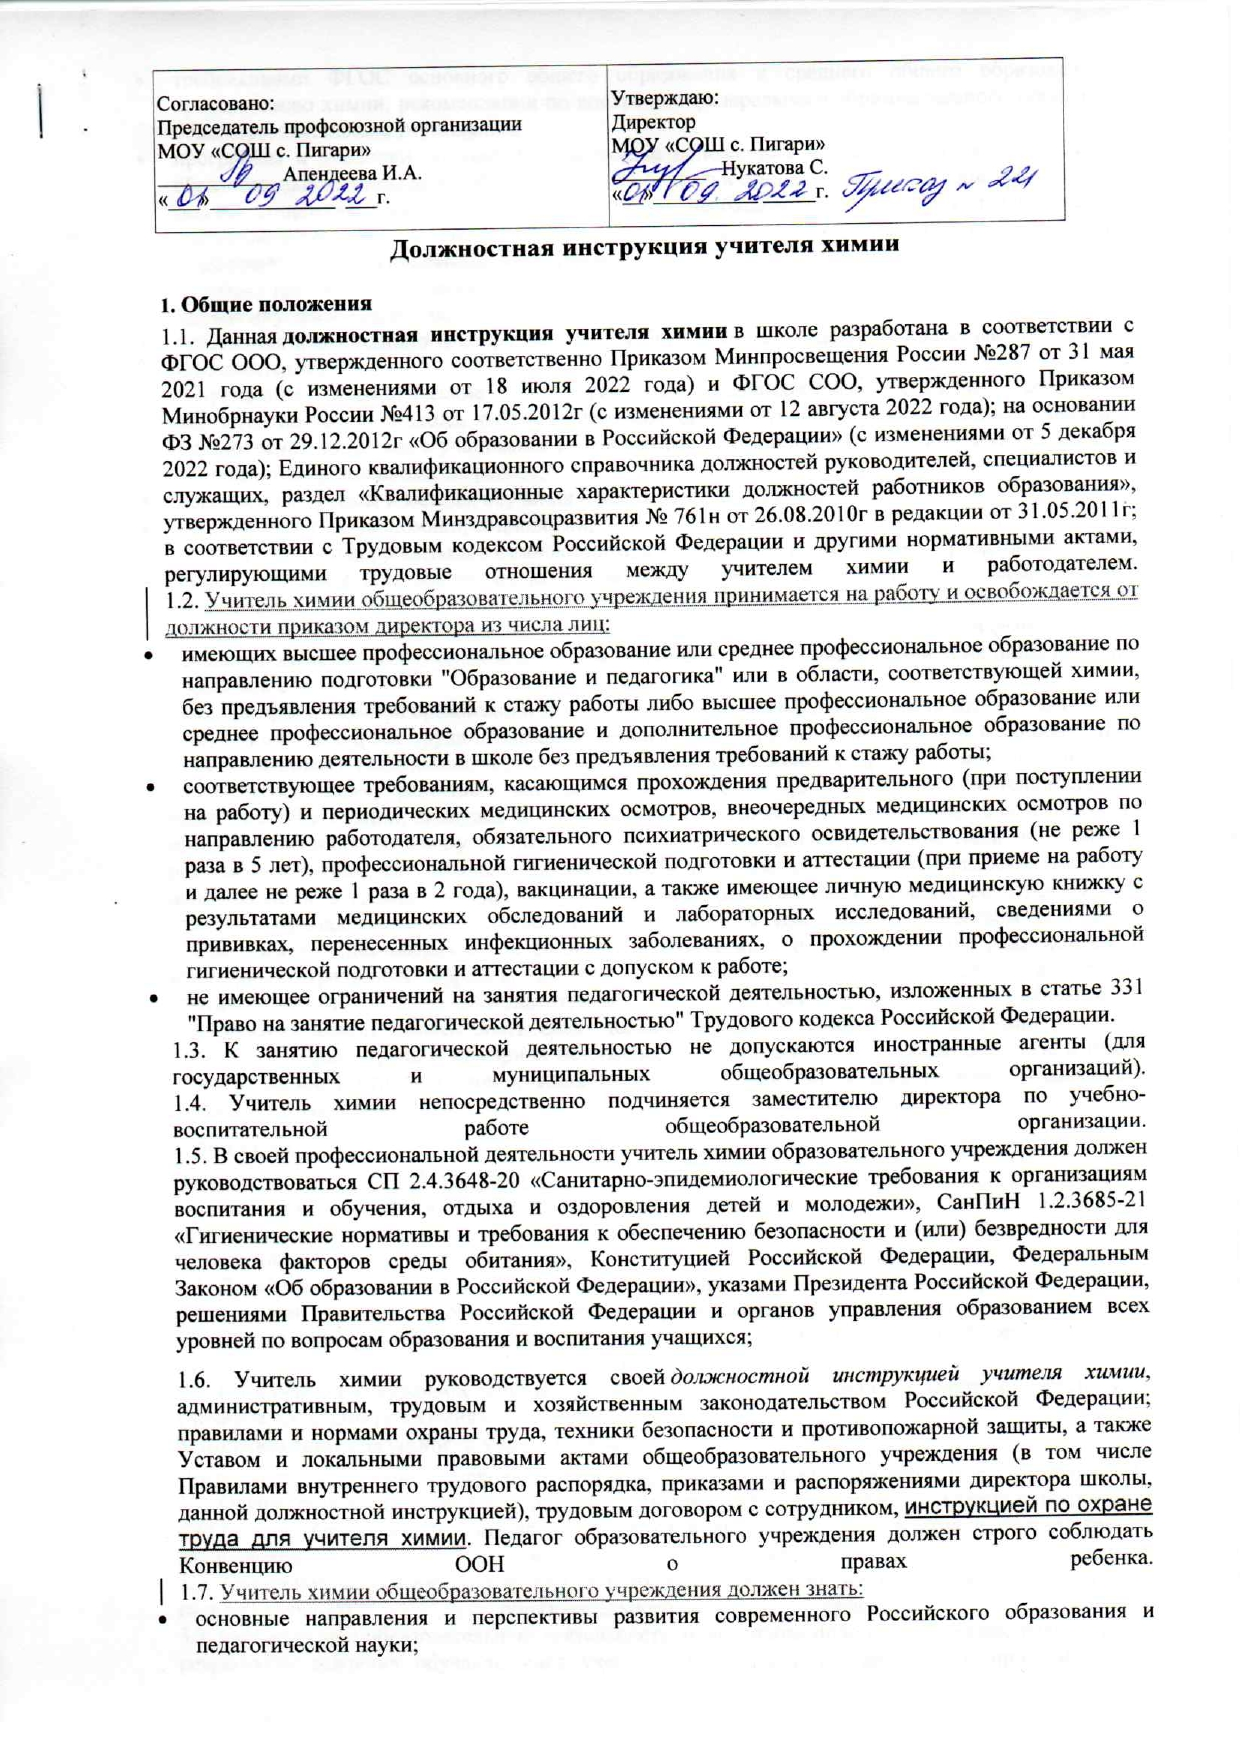 Согласовано:
Председатель профсоюзной организации
МОУ «СОШ с. Пигари»
Апендеева И.А.
«01» 09 2022 г.
Утверждаю:
Директор
МОУ «СОШ с. Пигари»
Нукатова С.
«01» 09. 2022 г. Приказ № 221
Должностная инструкция учителя химии
1. Общие положения
1.1. Данная должностная инструкция учителя химии в школе разработана в соответствии с
ФГОС ООО, утвержденного соответственно Приказом Минпросвещения России №287 от 31 мая
2021 года (с изменениями от 18 июля 2022 года) и ФГОС СОО, утвержденного Приказом
Минобрнауки России №413 от 17.05.2012г (с изменениями от 12 августа 2022 года); на основании
ФЗ №273 от 29.12.2012г «Об образовании в Российской Федерации» (с изменениями от 5 декабря
2022 года); Единого квалификационного справочника должностей руководителей, специалистов и
служащих, раздел «Квалификационные характеристики должностей работников образования»,
утвержденного Приказом Минздравсоцразвития № 761н от 26.08.2010г в редакции от 31.05.2011г;
в соответствии с Трудовым кодексом Российской Федерации и другими нормативными актами,
регулирующими трудовые отношения между учителем химии и работодателем.
1.2. Учитель химии общеобразовательного учреждения принимается на работу и освобождается от
должности приказом директора из числа лиц:
• имеющих высшее профессиональное образование или среднее профессиональное образование по
направлению подготовки "Образование и педагогика" или в области, соответствующей химии,
без предъявления требований к стажу работы либо высшее профессиональное образование или
среднее профессиональное образование и дополнительное профессиональное образование по
направлению деятельности в школе без предъявления требований к стажу работы;
• соответствующее требованиям, касающимся прохождения предварительного (при поступлении
на работу) и периодических медицинских осмотров, внеочередных медицинских осмотров по
направлению работодателя, обязательного психиатрического освидетельствования (не реже 1
раза в 5 лет), профессиональной гигиенической подготовки и аттестации (при приеме на работу
и далее не реже 1 раза в 2 года), вакцинации, а также имеющее личную медицинскую книжку с
результатами медицинских обследований и лабораторных исследований, сведениями о
прививках, перенесенных инфекционных заболеваниях, о прохождении профессиональной
гигиенической подготовки и аттестации с допуском к работе;
• не имеющее ограничений на занятия педагогической деятельностью, изложенных в статье 331
"Право на занятие педагогической деятельностью" Трудового кодекса Российской Федерации.
1.3. К занятию педагогической деятельностью не допускаются иностранные агенты (для
государственных и муниципальных общеобразовательных организаций).
1.4. Учитель химии непосредственно подчиняется заместителю директора по учебно-
воспитательной работе общеобразовательной организации.
1.5. В своей профессиональной деятельности учитель химии образовательного учреждения должен
руководствоваться СП 2.4.3648-20 «Санитарно-эпидемиологические требования к организациям
воспитания и обучения, отдыха и оздоровления детей и молодежи», СанПиН 1.2.3685-21
«Гигиенические нормативы и требования к обеспечению безопасности и (или) безвредности для
человека факторов среды обитания», Конституцией Российской Федерации, Федеральным
Законом «Об образовании в Российской Федерации», указами Президента Российской Федерации,
решениями Правительства Российской Федерации и органов управления образованием всех
уровней по вопросам образования и воспитания учащихся;
1.6. Учитель химии руководствуется своей должностной инструкцией учителя химии,
административным, трудовым и хозяйственным законодательством Российской Федерации;
правилами и нормами охраны труда, техники безопасности и противопожарной защиты, а также
Уставом и локальными правовыми актами общеобразовательного учреждения (в том числе
Правилами внутреннего трудового распорядка, приказами и распоряжениями директора школы,
данной должностной инструкцией), трудовым договором с сотрудником, инструкцией по охране
труда для учителя химии. Педагог образовательного учреждения должен строго соблюдать
Конвенцию ООН о правах ребенка.
1.7. Учитель химии общеобразовательного учреждения должен знать:
• основные направления и перспективы развития современного Российского образования и
педагогической науки;